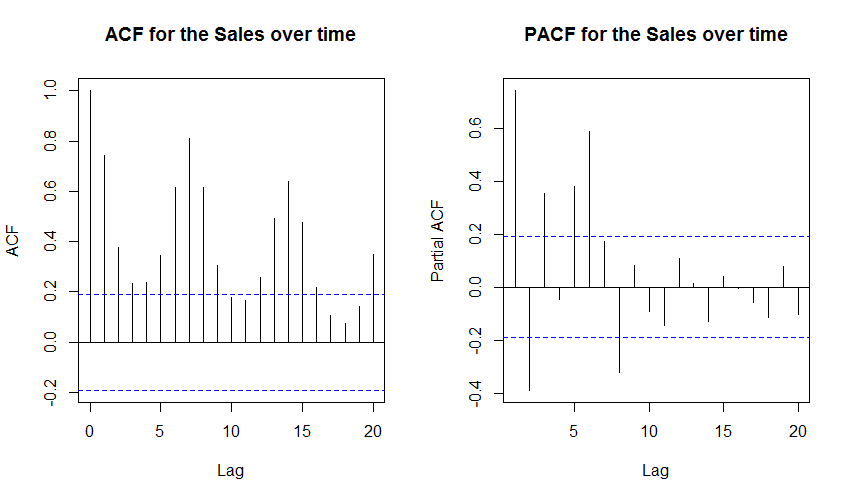 ACF for the Sales over time
ACF
-0.2 0.0 0.2 0.4 0.6 0.8 1.0
0 5 10 15 20
Lag
PACF for the Sales over time
Partial ACF
-0.4 -0.2 0.0 0.2 0.4 0.6
5 10 15 20
Lag